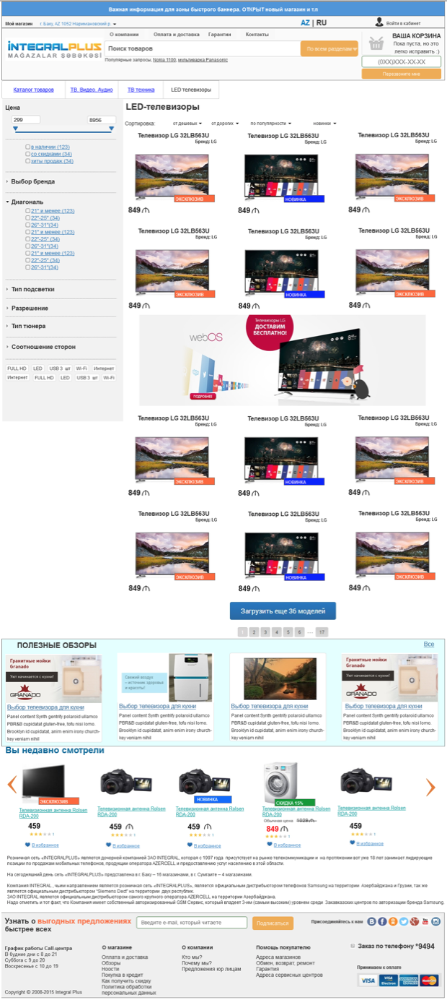 Важная информация для зоны быстрого баннера. ОТКРЫТ новый магазин и т.п
Мой магазин г. Баку, AZ 1052 Наримановский р.
AZ | RU
Войти в кабинет
О компании Оплата и доставка Гарантии Контакты
INTEGRALPLUS
MAĞAZALAR ŞƏBƏKƏSİ
Поиск товаров
По всем разделам
Популярные запросы, Nokia 1100, мультиварка Panasonic
ВАША КОРЗИНА
Пока пуста, но это
легко исправить :)
(0XX)XXX-XX-XX
Перезвоните мне
Каталог товаров ТВ. Видео. Аудио ТВ техника LED телевизоры
Цена
299 8956
в наличии (123)
со скидками (34)
хиты продаж (34)
Выбор бренда
Диагональ
21" и менее (123)
22"-25" (34)
26"-31"(34)
21" и менее (123)
22"-25" (34)
26"-31"(34)
21" и менее (123)
22"-25" (34)
26"-31"(34)
Тип подсветки
Разрешение
Тип тюнера
Соотношение сторон
FULL HD LED USB 3 шт Wi-Fi Интернет
Интернет FULL HD LED USB 3 шт Wi-Fi
LED-телевизоры
Сортировка: от дешевых от дорогих по популярности новинки
Телевизор LG 32LB563U Телевизор LG 32LB563U Телевизор LG 32LB563U
Бренд: LG Бренд: LG Бренд: LG
ЭКСКЛЮЗИВ НОВИНКА ЭКСКЛЮЗИВ
849 849 849
Телевизор LG 32LB563U Телевизор LG 32LB563U Телевизор LG 32LB563U
Бренд: LG Бренд: LG Бренд: LG
ЭКСКЛЮЗИВ НОВИНКА ЭКСКЛЮЗИВ
849 849 849
webOS
Телевизоры LG
ДОСТАВИМ
БЕСПЛАТНО!
ПОДРОБНЕЕ
Телевизор LG 32LB563U Телевизор LG 32LB563U Телевизор LG 32LB563U
Бренд: LG Бренд: LG Бренд: LG
ЭКСКЛЮЗИВ НОВИНКА ЭКСКЛЮЗИВ
849 849 849
Телевизор LG 32LB563U Телевизор LG 32LB563U Телевизор LG 32LB563U
Бренд: LG Бренд: LG Бренд: LG
ЭКСКЛЮЗИВ НОВИНКА ЭКСКЛЮЗИВ
849 849 849
Загрузить еще 36 моделей
1 2 3 4 5 6 ... 17
ПОЛЕЗНЫЕ ОБЗОРЫ
Все
Гранитные мойки
Granado
Уют начинается с кухни!
GRANADO
Свежий воздух
– источник здоровья
и красоты!
Гранитные мойки
Granado
Уют начинается с кухни!
GRANADO
Выбор телевизора для кухни Выбор телевизора для кухни Выбор телевизора для кухни Выбор телевизора для кухни
Panel content Synth gentrify polaroid ullamco Panel content Synth gentrify polaroid ullamco Panel content Synth gentrify polaroid ullamco Panel content Synth gentrify polaroid ullamco
PBR&B cupidatat gluten-free, tofu nisi lomo. PBR&B cupidatat gluten-free, tofu nisi lomo. PBR&B cupidatat gluten-free, tofu nisi lomo. PBR&B cupidatat gluten-free, tofu nisi lomo.
Brooklyn id cupidatat, anim enim irony church- Brooklyn id cupidatat, anim enim irony church- Brooklyn id cupidatat, anim enim irony church- Brooklyn id cupidatat, anim enim irony church-
key veniam nihil key veniam nihil key veniam nihil key veniam nihil
Вы недавно смотрели
ЭКСКЛЮЗИВ НОВИНКА СКИДКА 15%
Телевизионная антенна Rolsen Телевизионная антенна Rolsen Телевизионная антенна Rolsen Телевизионная антенна Rolsen Телевизионная антенна Rolsen
RDA-200 RDA-200 RDA-200 RDA-200 RDA-200
Обычная цена 1029
459 459 459 849 459
1 1 1 1 1
В избранное В избранное В избранное В избранное В избранное
Розничная сеть «INTEGRALPLUS» является дочерней компанией ЗАО INTEGRAL, которая с 1997 года присутствует на рынке телекоммуникации и на протяжении вот уже 18 лет занимает лидирующие
позиции по продажам мобильных телефонов, продукции оператора AZERCELL и предоставлению услуг населению в этой области.
На сегодняшний день сеть «INTEGRALPLUS» представлена в г. Баку – 16 магазинами, в г. Сумгаите – 4 магазинами.
Компания INTEGRAL , чьим направлением является розничная сеть «INTEGRALPLUS», является официальным дистрибьютором телефонов Samsung на территории Азербайджана и Грузии, так же
является официальным дистрибьютором "Siemens Dect" на территории двух республик.
ЗАО INTEGRAL является официальным дистрибьютором самого крупного оператора AZERCELL на территории Азербайджана.
Надо отметить и тот факт, что Компания имеет собственный авторизированный GSM Сервис, который владеет 3-им (самым высоким) уровнем среди Закавказских центров по авторизации бренда Samsung.
Узнать о выгодных предложениях
быстрее всех
Введите e-mail, который читаете
Подписаться
Присоединяйтесь к нам
График работы Call-центра
В будние дни с 8 до 21
Суббота с 9 до 20
Воскресенье с 10 до 19
Copyright © 2008-2015 Integral Plus
О магазине
Оплата и доставка
Обзоры
Ности
Покупка в кредит
Как получить скидку
Политика обработки
персональных данных
О компании
Кто мы?
Почему мы?
Предложения юр лицам
Помощь покупателю
Адреса магазинов
Обмен, возврат, ремонт
Гарантия
Адреса сервисных центров
Заказ по телефону *9494
Принимаем к оплате
VISA VISA Electron AMERICAN EXPRESS MasterCard